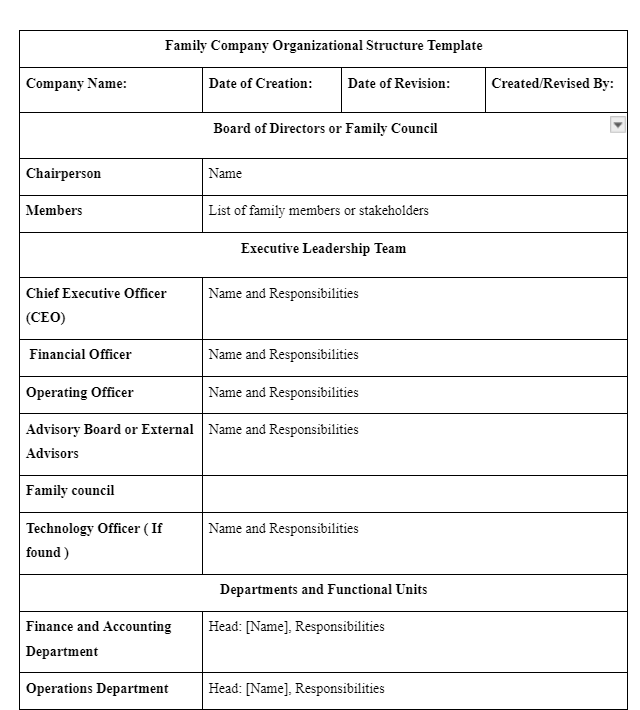 Family Company Organizational Structure Template
Company Name: Date of Creation: Date of Revision: Created/Revised By:
Board of Directors or Family Council
Chairperson Name
Members List of family members or stakeholders
Executive Leadership Team
Chief Executive Officer Name and Responsibilities
(CEO)
Financial Officer Name and Responsibilities
Operating Officer Name and Responsibilities
Advisory Board or External Name and Responsibilities
Advisors
Family council
Technology Officer ( If Name and Responsibilities
found )
Departments and Functional Units
Finance and Accounting Head: [Name], Responsibilities
Department
Operations Department Head: [Name], Responsibilities